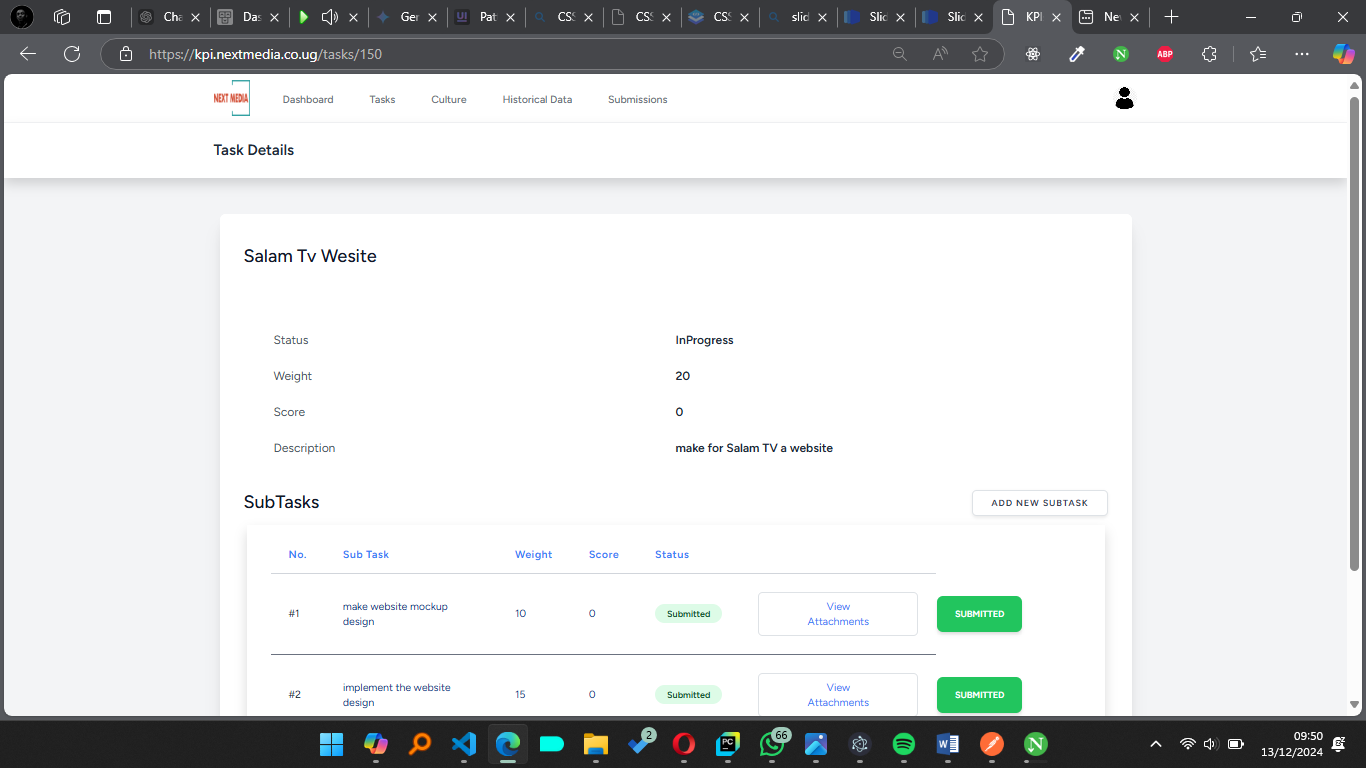 Cha
Das
Ger
UI Pat
CSS
CSS
CSS
slid
Slid
Slid
KPI
Nev
https://kpi.nextmedia.co.ug/tasks/150
N
ABP
NEXT MEDIA
Dashboard
Tasks
Culture
Historical Data
Submissions
Task Details
Salam Tv Wesite
Status
InProgress
Weight
20
Score
0
Description
make for Salam TV a website
SubTasks
ADD NEW SUBTASK
No.
Sub Task
Weight
Score
Status
#1
make website mockup
design
10
0
Submitted
View
Attachments
SUBMITTED
#2
implement the website
design
15
0
Submitted
View
Attachments
SUBMITTED
2
PC
66
W
N
09:50
13/12/2024